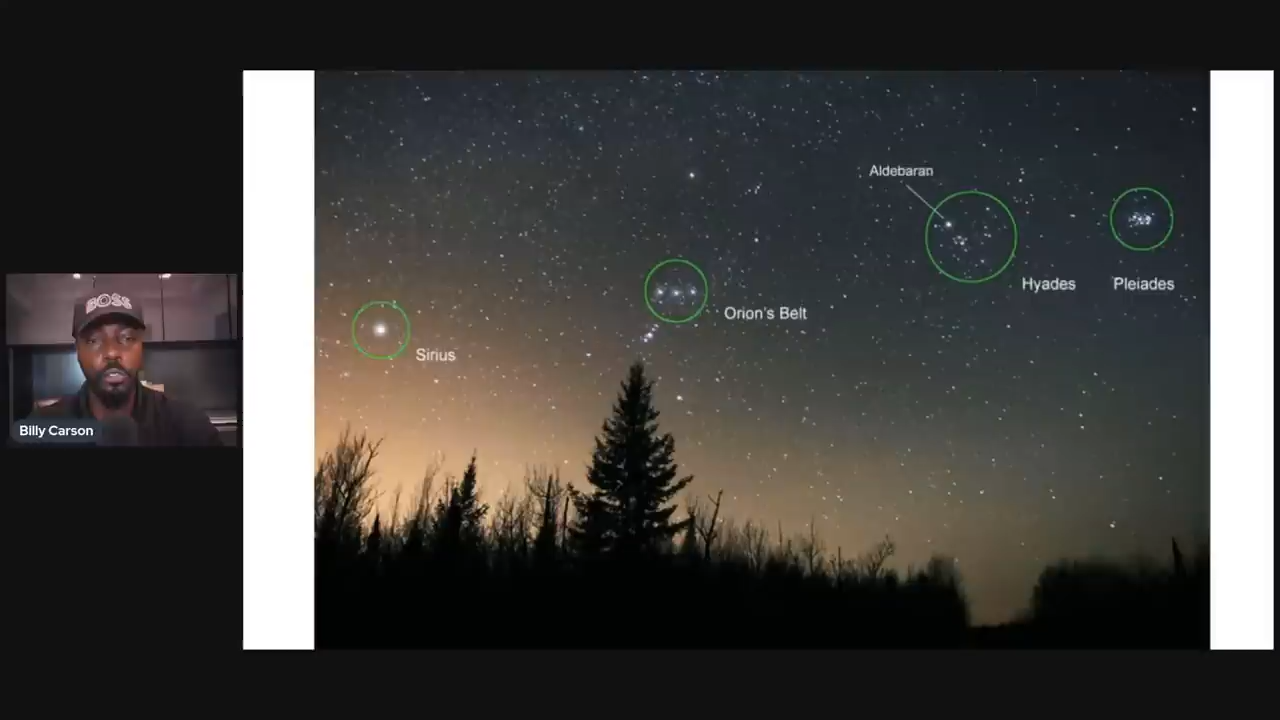 BOSS
Billy Carson
Sirius
Orion's Belt
Aldebaran
Hyades
Pleiades